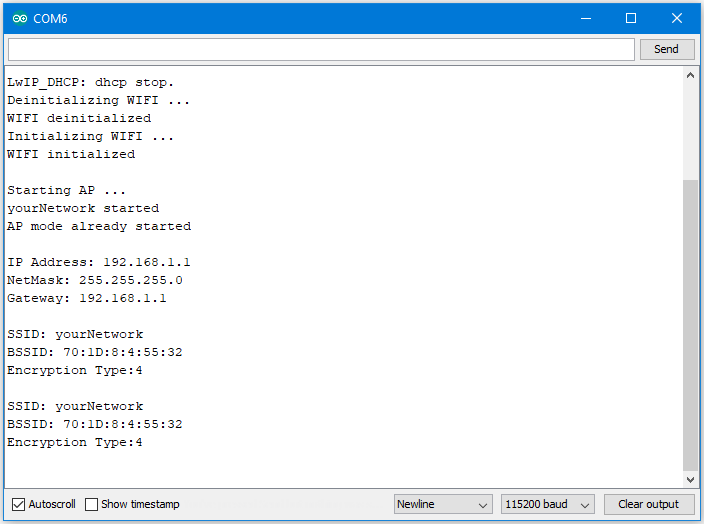 COM6
Send
LwIP_DHCP: dhcp stop.
Deinitializing WIFI ...
WIFI deinitialized
Initializing WIFI ...
WIFI initialized
Starting AP ...
yourNetwork started
AP mode already started
IP Address: 192.168.1.1
NetMask: 255.255.255.0
Gateway: 192.168.1.1
SSID: yourNetwork
BSSID: 70:1D:8:4:55:32
Encryption Type:4
SSID: yourNetwork
BSSID: 70:1D:8:4:55:32
Encryption Type:4
Autoscroll Show timestamp Newline 115200 baud Clear output